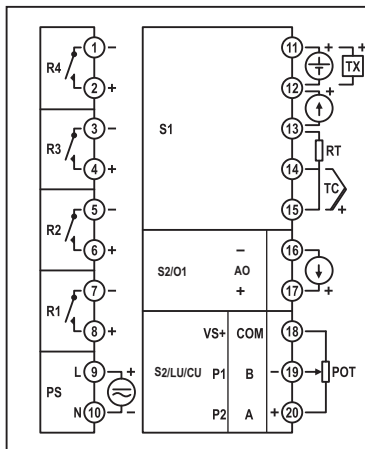 R4 1 −
2 +
R3 3 −
4 +
R2 5 −
6 +
R1 7 −
8 +
PS L 9 +
N 10 −
S1
11 + +
TX
12 − −
+
13
RT
14
TC
15 +
S2/O1
− AO +
16 −
17 +
S2/LU/CU
VS+ COM 18
P1 B − 19 POT
P2 A + 20